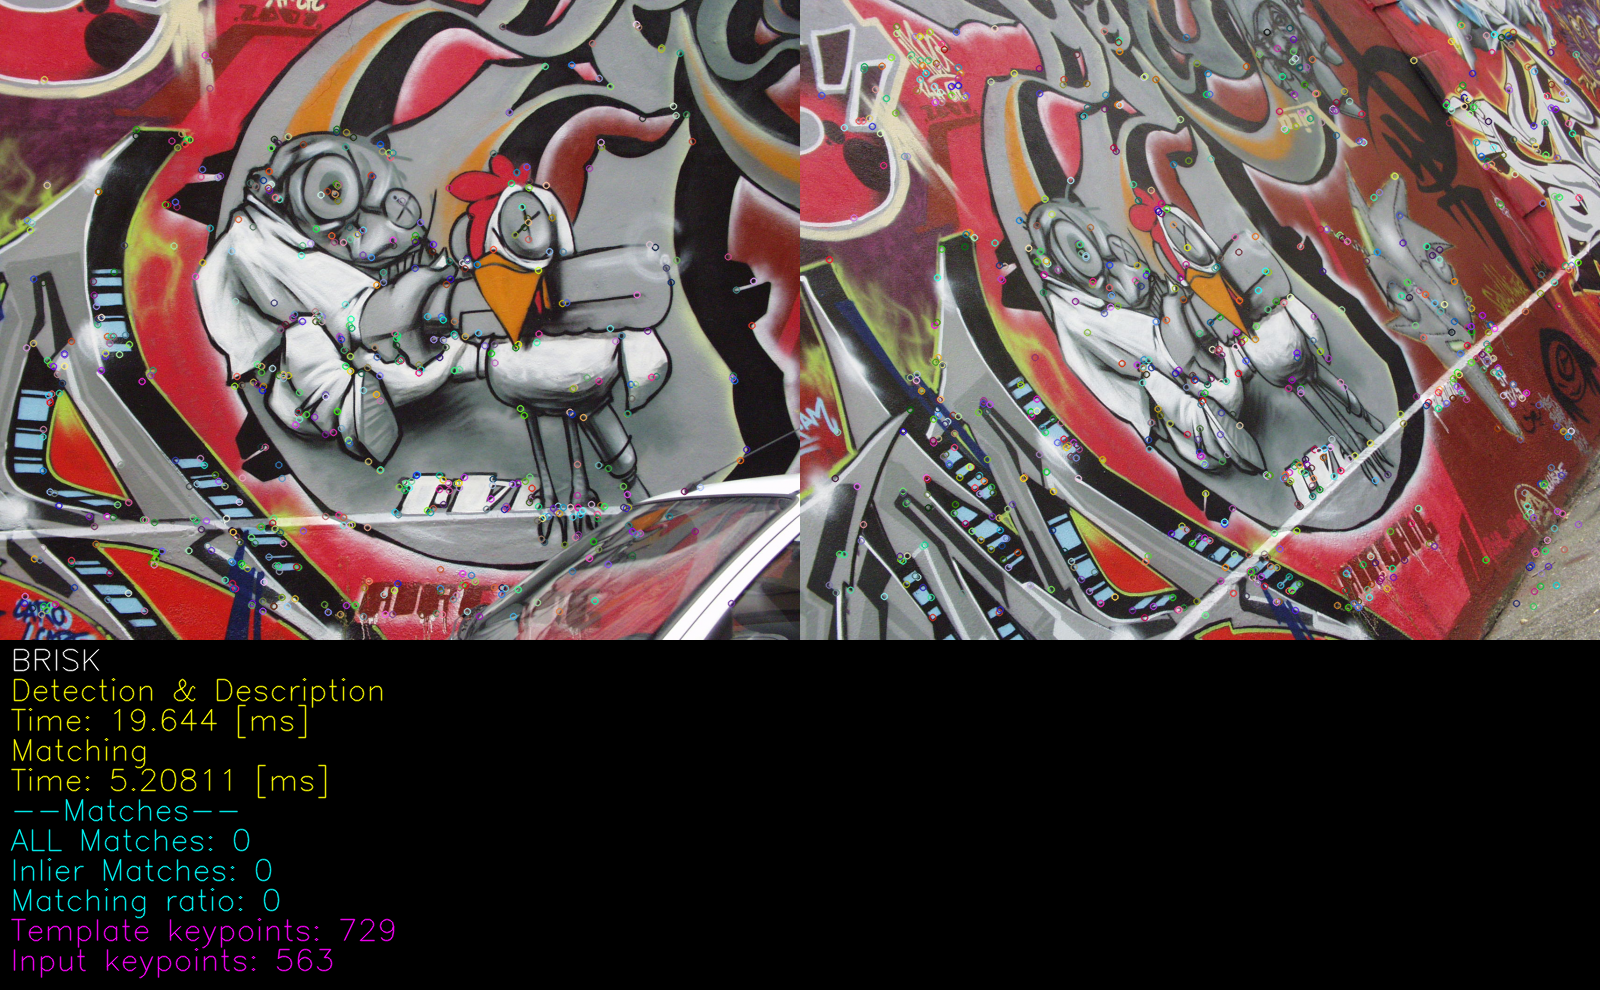 BRISK
Detection & Description
Time: 19.644 [ms]
Matching
Time: 5.20811 [ms]
--Matches--
ALL Matches: 0
Inlier Matches: 0
Matching ratio: 0
Template keypoints: 729
Input keypoints: 563